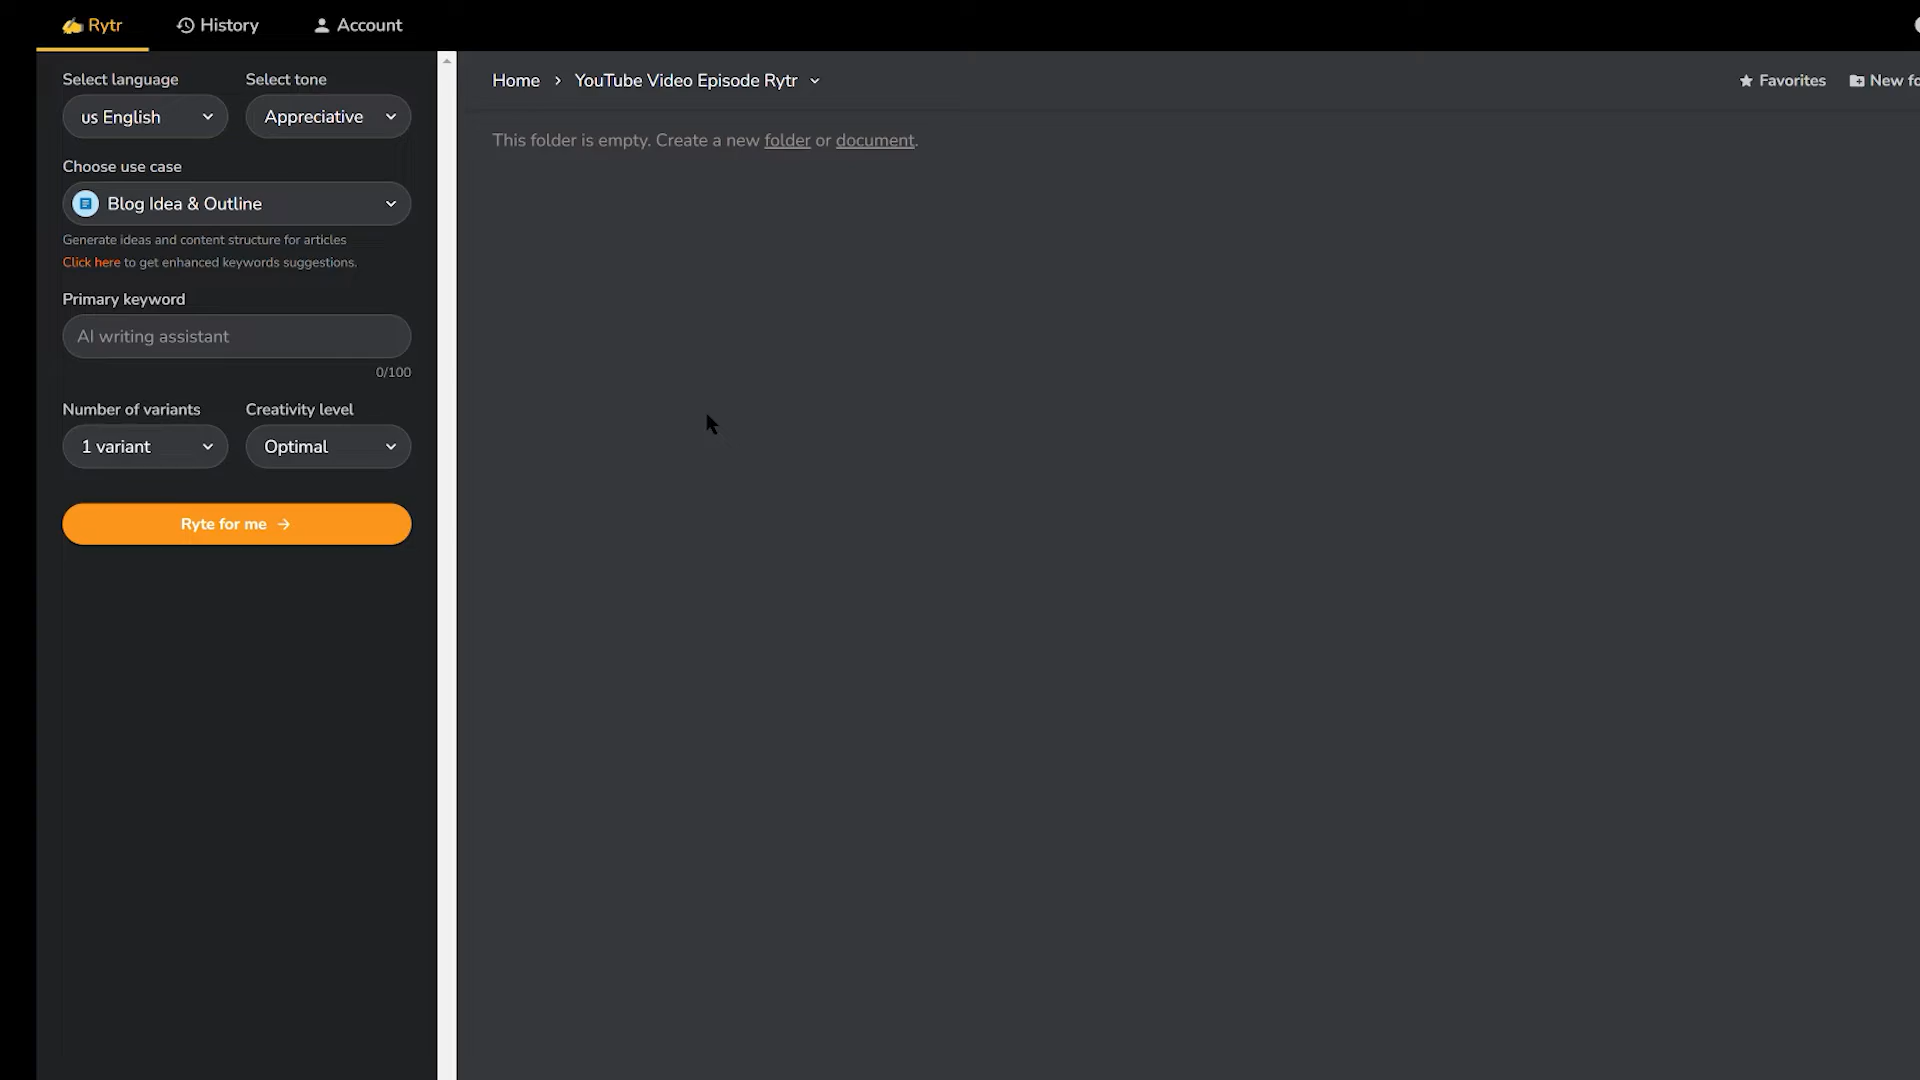 Rytr
History
Account
Select language
Select tone
us English
Appreciative
Choose use case
Blog Idea & Outline
Generate ideas and content structure for articles
Click here to get enhanced keywords suggestions.
Primary keyword
AI writing assistant
0/100
Number of variants
Creativity level
1 variant
Optimal
Ryte for me
Home > YouTube Video Episode Rytr
Favorites
New fo
This folder is empty. Create a new folder or document.